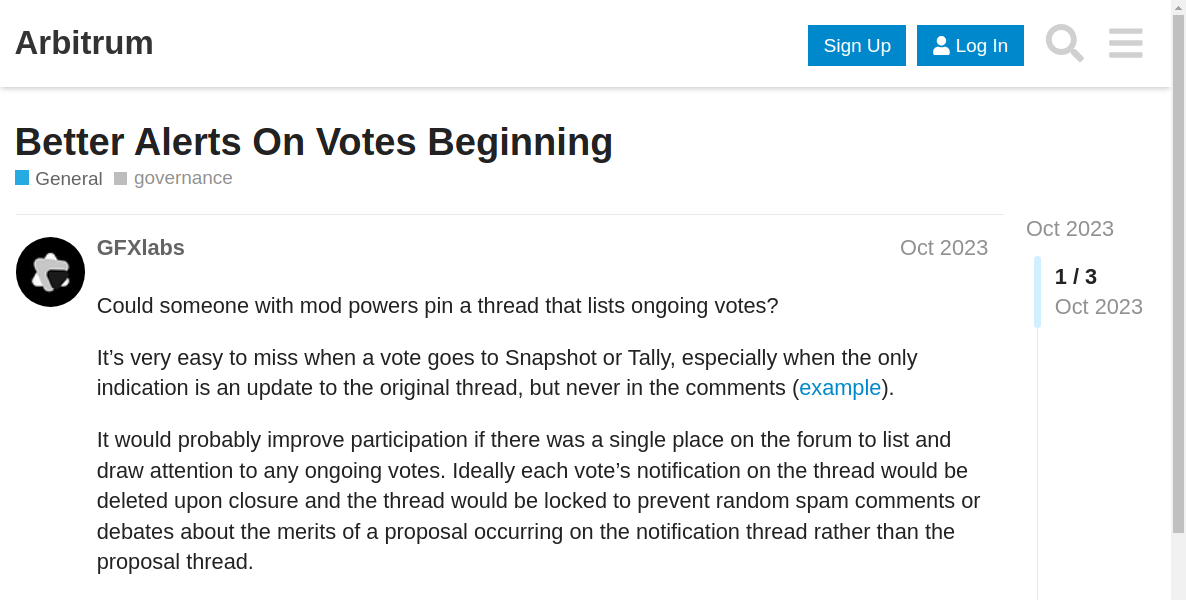 Arbitrum
Sign Up
Log In
Better Alerts On Votes Beginning
General governance
GFXlabs
Oct 2023
Could someone with mod powers pin a thread that lists ongoing votes?
It’s very easy to miss when a vote goes to Snapshot or Tally, especially when the only
indication is an update to the original thread, but never in the comments (example).
It would probably improve participation if there was a single place on the forum to list and
draw attention to any ongoing votes. Ideally each vote’s notification on the thread would be
deleted upon closure and the thread would be locked to prevent random spam comments or
debates about the merits of a proposal occurring on the notification thread rather than the
proposal thread.
Oct 2023
1 / 3
Oct 2023